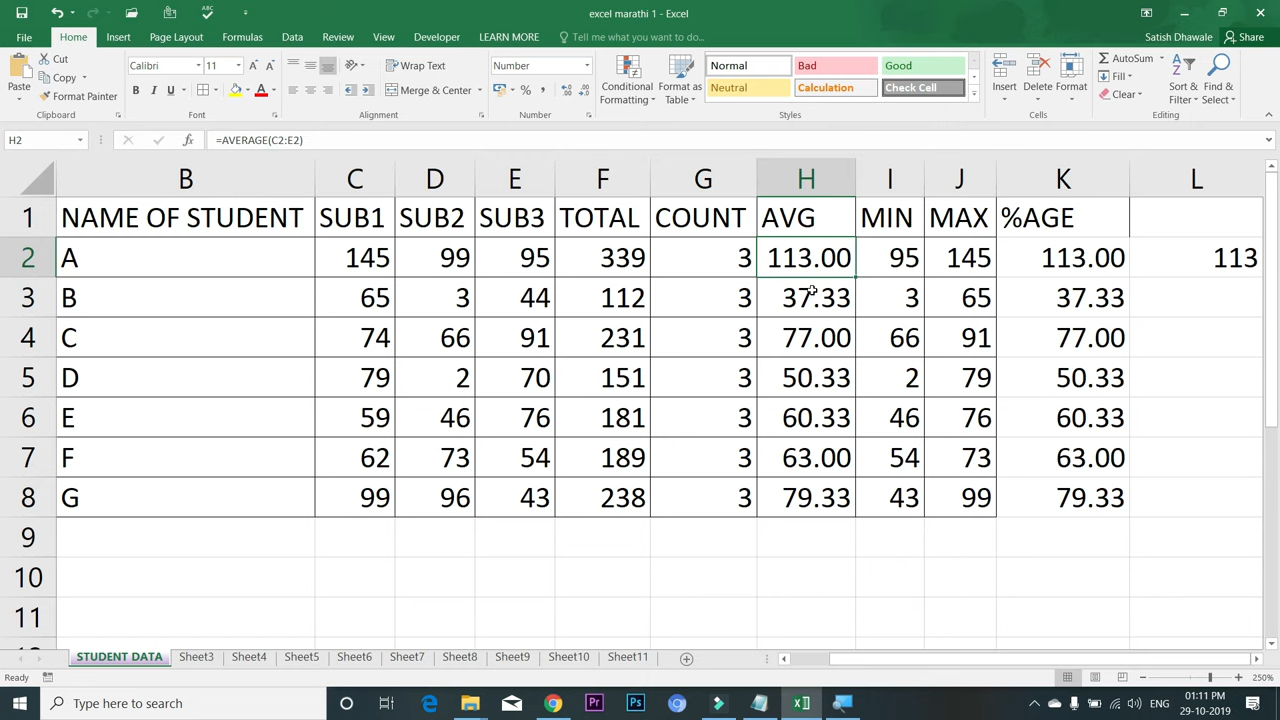 excel marathi 1 - Excel
File Home Insert Page Layout Formulas Data Review View Developer LEARN MORE Tell me what you want to do... Satish Dhawale Share
Paste
Cut
Copy
Format Painter
Clipboard
Calibri 11
B I U
Font
Wrap Text
Merge & Center
Alignment
Number
%
Number
Conditional Formatting
Format as Table
Normal Bad Good
Neutral Calculation Check Cell
Styles
Insert Delete Format
Cells
AutoSum
Fill
Clear
Sort & Filter
Find & Select
Editing
H2 fx =AVERAGE(C2:E2)
B C D E F G H I J K L
1 NAME OF STUDENT SUB1 SUB2 SUB3 TOTAL COUNT AVG MIN MAX %AGE
2 A 145 99 95 339 3 113.00 95 145 113.00 113
3 B 65 3 44 112 3 37.33 3 65 37.33
4 C 74 66 91 231 3 77.00 66 91 77.00
5 D 79 2 70 151 3 50.33 2 79 50.33
6 E 59 46 76 181 3 60.33 46 76 60.33
7 F 62 73 54 189 3 63.00 54 73 63.00
8 G 99 96 43 238 3 79.33 43 99 79.33
9
10
11
STUDENT DATA Sheet3 Sheet4 Sheet5 Sheet6 Sheet7 Sheet8 Sheet9 Sheet10 Sheet11
Ready 250%
Type here to search
ENG
01:11 PM
29-10-2019